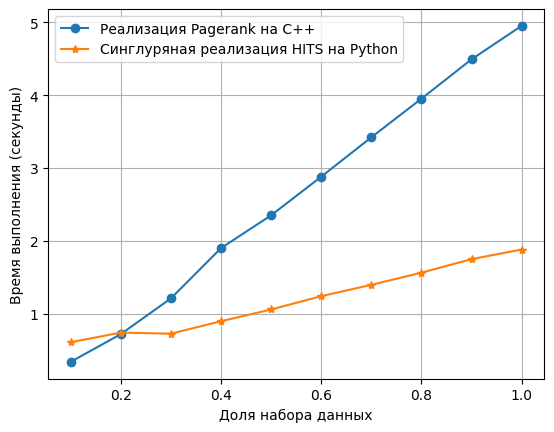 Реализация Pagerank на C++
Синглуряная реализация HITS на Python
Время выполнения (секунды)
5
4
3
2
1
0.2 0.4 0.6 0.8 1.0
Доля набора данных